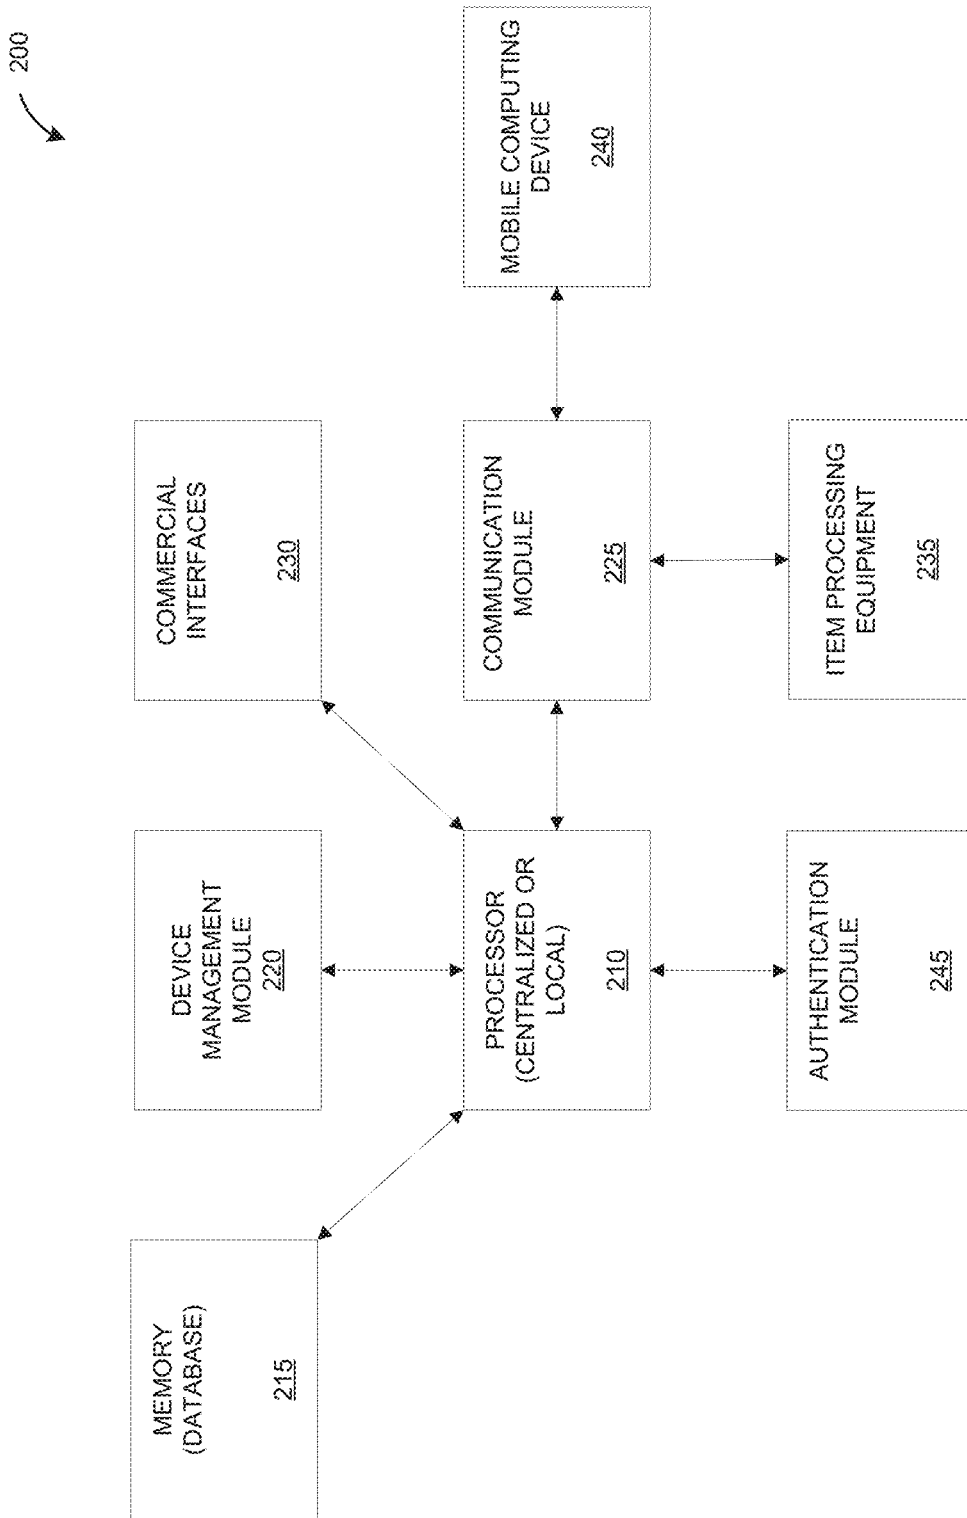 200
MEMORY
(DATABASE)
215
DEVICE
MANAGEMENT
MODULE
220
COMMERCIAL
INTERFACES
230
PROCESSOR
(CENTRALIZED OR
LOCAL)
210
COMMUNICATION
MODULE
225
MOBILE COMPUTING
DEVICE
240
AUTHENTICATION
MODULE
245
ITEM PROCESSING
EQUIPMENT
235